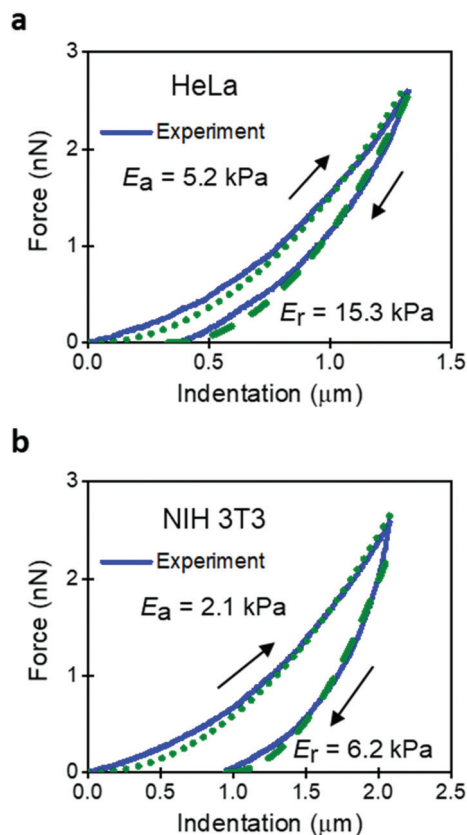 a
3
HeLa
Experiment
2
Eₐ = 5.2 kPa
Force (nN)
1
Eᵣ = 15.3 kPa
0
0.0 0.5 1.0 1.5
Indentation (μm)
b
3
NIH 3T3
Experiment
2
Eₐ = 2.1 kPa
Force (nN)
1
Eᵣ = 6.2 kPa
0
0.0 0.5 1.0 1.5 2.0 2.5
Indentation (μm)